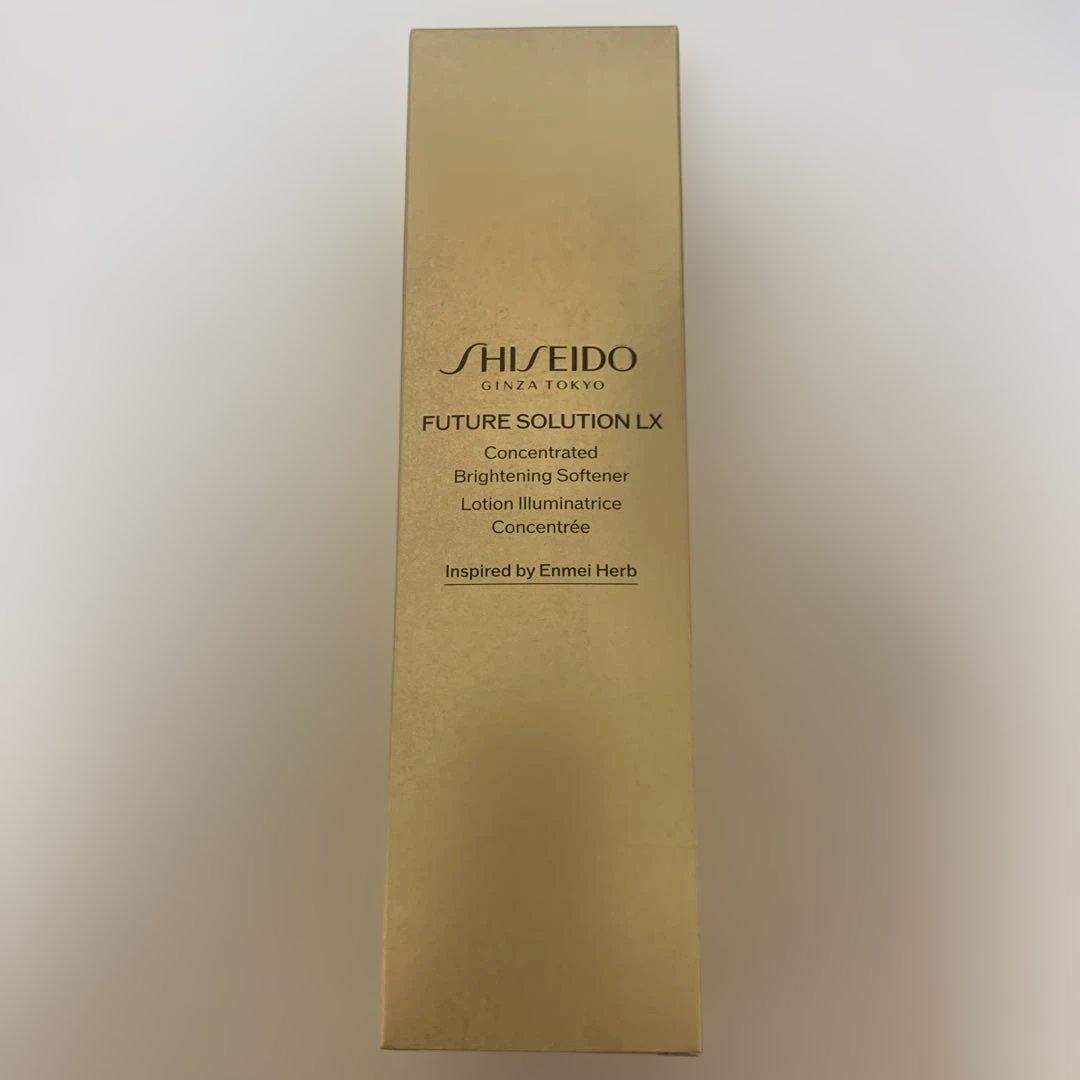 SHISEIDO
GINZA TOKYO
FUTURE SOLUTION LX
Concentrated
Brightening Softener
Lotion Illuminatrice
Concentrée
Inspired by Enmei Herb